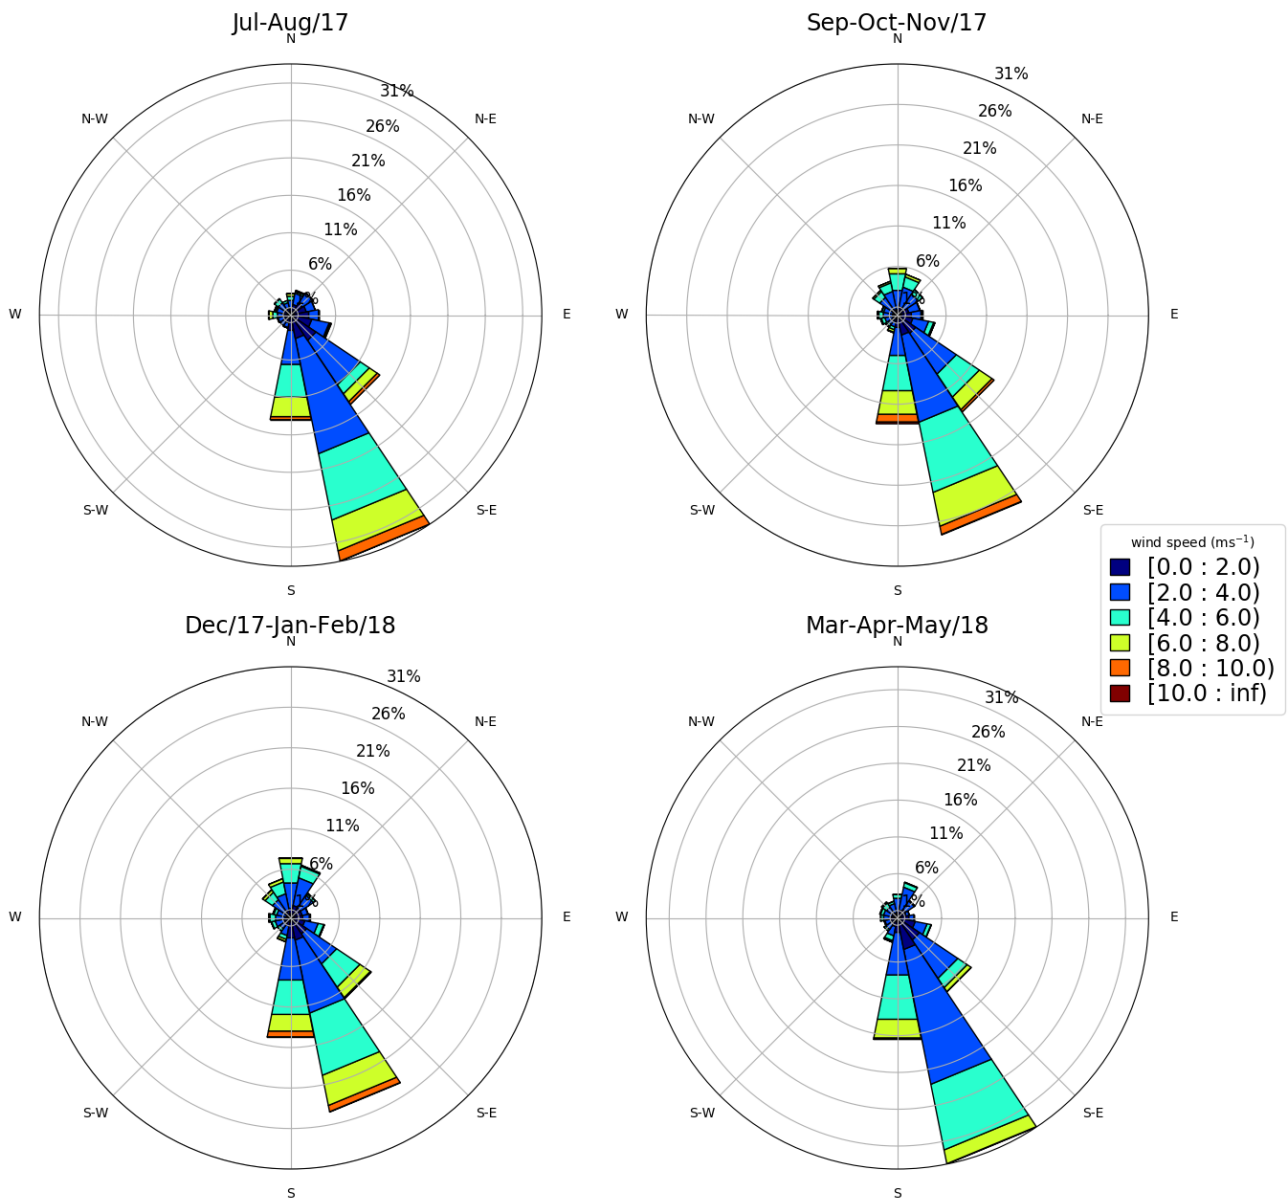 Jul-Aug/17
N
N-W
N-E
W
E
S-W
S-E
S
31%
26%
21%
16%
11%
6%
%
Sep-Oct-Nov/17
N
N-W
N-E
W
E
S-W
S-E
S
31%
26%
21%
16%
11%
6%
wind speed (ms⁻¹)
[0.0 : 2.0)
[2.0 : 4.0)
[4.0 : 6.0)
[6.0 : 8.0)
[8.0 : 10.0)
[10.0 : inf)
Dec/17-Jan-Feb/18
N
N-W
N-E
W
E
S-W
S-E
S
31%
26%
21%
16%
11%
6%
Mar-Apr-May/18
N
N-W
N-E
W
E
S-W
S-E
S
31%
26%
21%
16%
11%
6%